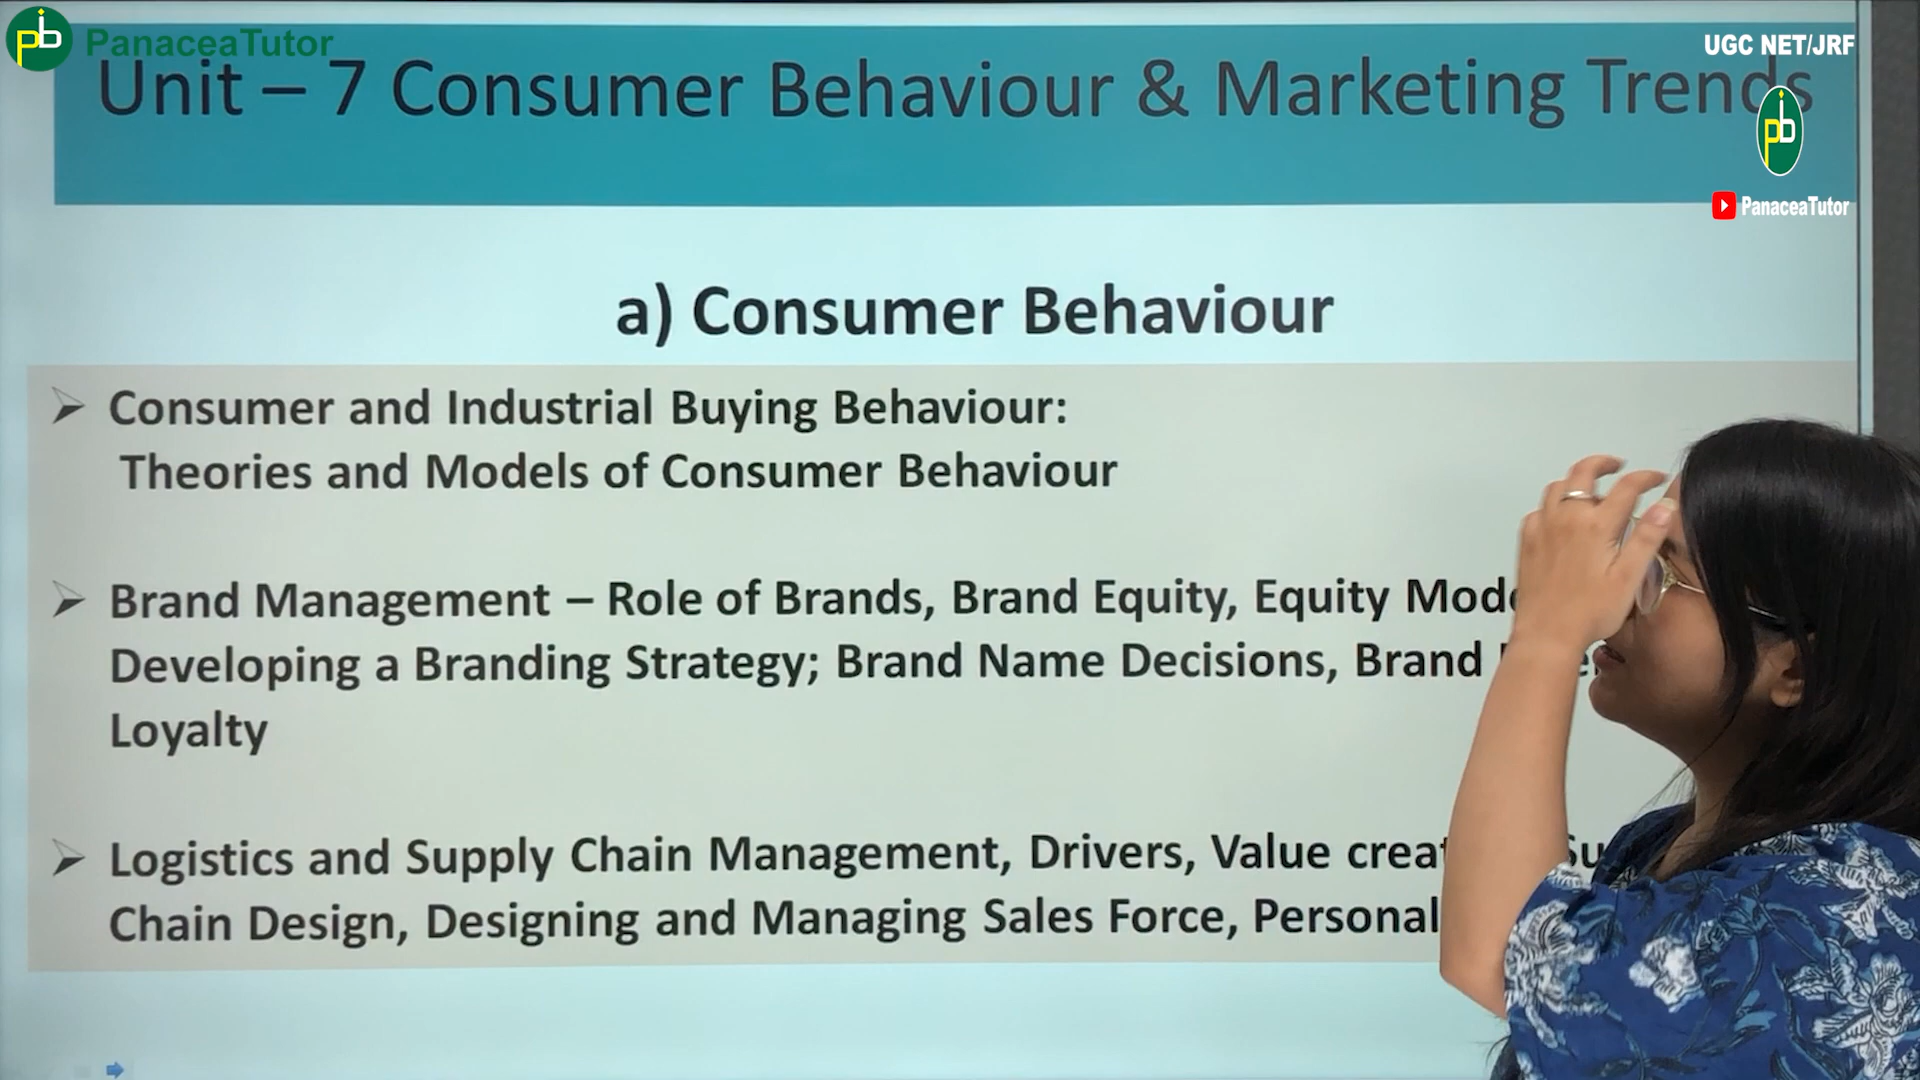 PanaceaTutor
UGC NET/JRF
Unit – 7 Consumer Behaviour & Marketing Trends
pb
PanaceaTutor
a) Consumer Behaviour
Consumer and Industrial Buying Behaviour:
Theories and Models of Consumer Behaviour
Brand Management – Role of Brands, Brand Equity, Equity
Developing a Branding Strategy; Brand Name Decisions, Brand
Loyalty
Logistics and Supply Chain Management, Drivers, Value
Chain Design, Designing and Managing Sales Force, Personal